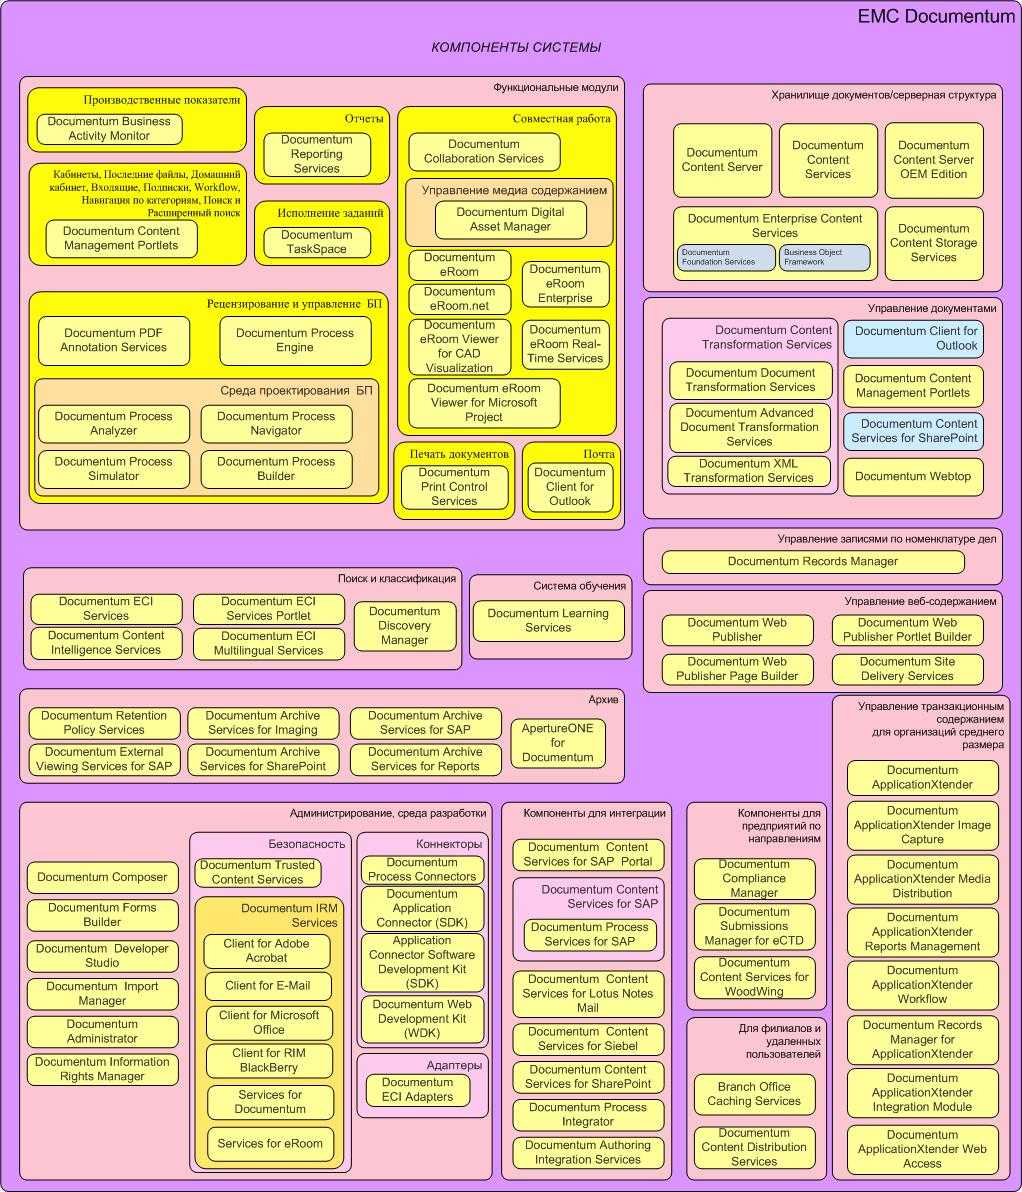 EMC Documentum
КОМПОНЕНТЫ СИСТЕМЫ
Функциональные модули
Производственные показатели
Documentum Business
Activity Monitor
Кабинеты, Последние файлы, Домашний
кабинет, Входящие, Подписки, Workflow,
Навигация по категориям, Поиск и
Расширенный поиск
Documentum Content
Management Portlets
Отчеты
Documentum
Reporting
Services
Исполнение заданий
Documentum
TaskSpace
Совместная работа
Documentum
Collaboration Services
Управление медиа содержанием
Documentum Digital
Asset Manager
Documentum
eRoom
Documentum
eRoom.net
Documentum
eRoom Viewer
for CAD
Visualization
Documentum
eRoom
Enterprise
Documentum
eRoom Real-
Time Services
Documentum eRoom
Viewer for Microsoft
Project
Рецензирование и управление БП
Documentum PDF
Annotation Services
Documentum Process
Engine
Среда проектирования БП
Documentum Process
Analyzer
Documentum Process
Navigator
Documentum Process
Simulator
Documentum Process
Builder
Печать документов
Documentum
Print Control
Services
Почта
Documentum
Client for
Outlook
Хранилище документов/серверная структура
Documentum
Content Server
Documentum
Content
Services
Documentum
Content Server
OEM Edition
Documentum Enterprise Content
Services
Documentum
Foundation Services
Business Object
Framework
Documentum
Content Storage
Services
Управление документами
Documentum Content
Transformation Services
Documentum Document
Transformation Services
Documentum Advanced
Document Transformation
Services
Documentum XML
Transformation Services
Documentum Client for
Outlook
Documentum Content
Management Portlets
Documentum Content
Services for SharePoint
Documentum Webtop
Управление записями по номенклатуре дел
Documentum Records Manager
Управление веб-содержанием
Documentum Web
Publisher
Documentum Web
Publisher Portlet Builder
Documentum Web
Publisher Page Builder
Documentum Site
Delivery Services
Поиск и классификация
Documentum ECI
Services
Documentum ECI
Services Portlet
Documentum
Discovery
Manager
Documentum Content
Intelligence Services
Documentum ECI
Multilingual Services
Система обучения
Documentum Learning
Services
Архив
Documentum Retention
Policy Services
Documentum Archive
Services for Imaging
Documentum Archive
Services for SAP
ApertureONE
for
Documentum
Documentum External
Viewing Services for SAP
Documentum Archive
Services for SharePoint
Documentum Archive
Services for Reports
Администрирование, среда разработки
Documentum Composer
Documentum Forms
Builder
Documentum Developer
Studio
Documentum Import
Manager
Documentum
Administrator
Documentum Information
Rights Manager
Безопасность
Documentum Trusted
Content Services
Documentum IRM
Services
Client for Adobe
Acrobat
Client for E-Mail
Client for Microsoft
Office
Client for RIM
BlackBerry
Services for
Documentum
Services for eRoom
Коннекторы
Documentum
Process Connectors
Documentum
Application
Connector (SDK)
Application
Connector Software
Development Kit
(SDK)
Documentum Web
Development Kit
(WDK)
Адаптеры
Documentum
ECI Adapters
Компоненты для интеграции
Documentum Content
Services for SAP Portal
Documentum Content
Services for SAP
Documentum Process
Services for SAP
Documentum Content
Services for Lotus Notes
Mail
Documentum Content
Services for Siebel
Documentum Content
Services for SharePoint
Documentum Process
Integrator
Documentum Authoring
Integration Services
Компоненты для
предприятий по
направлениям
Documentum
Compliance
Manager
Documentum
Submissions
Manager for eCTD
Documentum
Content Services for
WoodWing
Для филиалов и
удаленных
пользователей
Branch Office
Caching Services
Documentum
Content Distribution
Services
Управление транзакционным
содержанием
для организаций среднего
размера
Documentum
ApplicationXtender
Documentum
ApplicationXtender Image
Capture
Documentum
ApplicationXtender Media
Distribution
Documentum
ApplicationXtender
Reports Management
Documentum
ApplicationXtender
Workflow
Documentum Records
Manager for
ApplicationXtender
Documentum
ApplicationXtender
Integration Module
Documentum
ApplicationXtender Web
Access